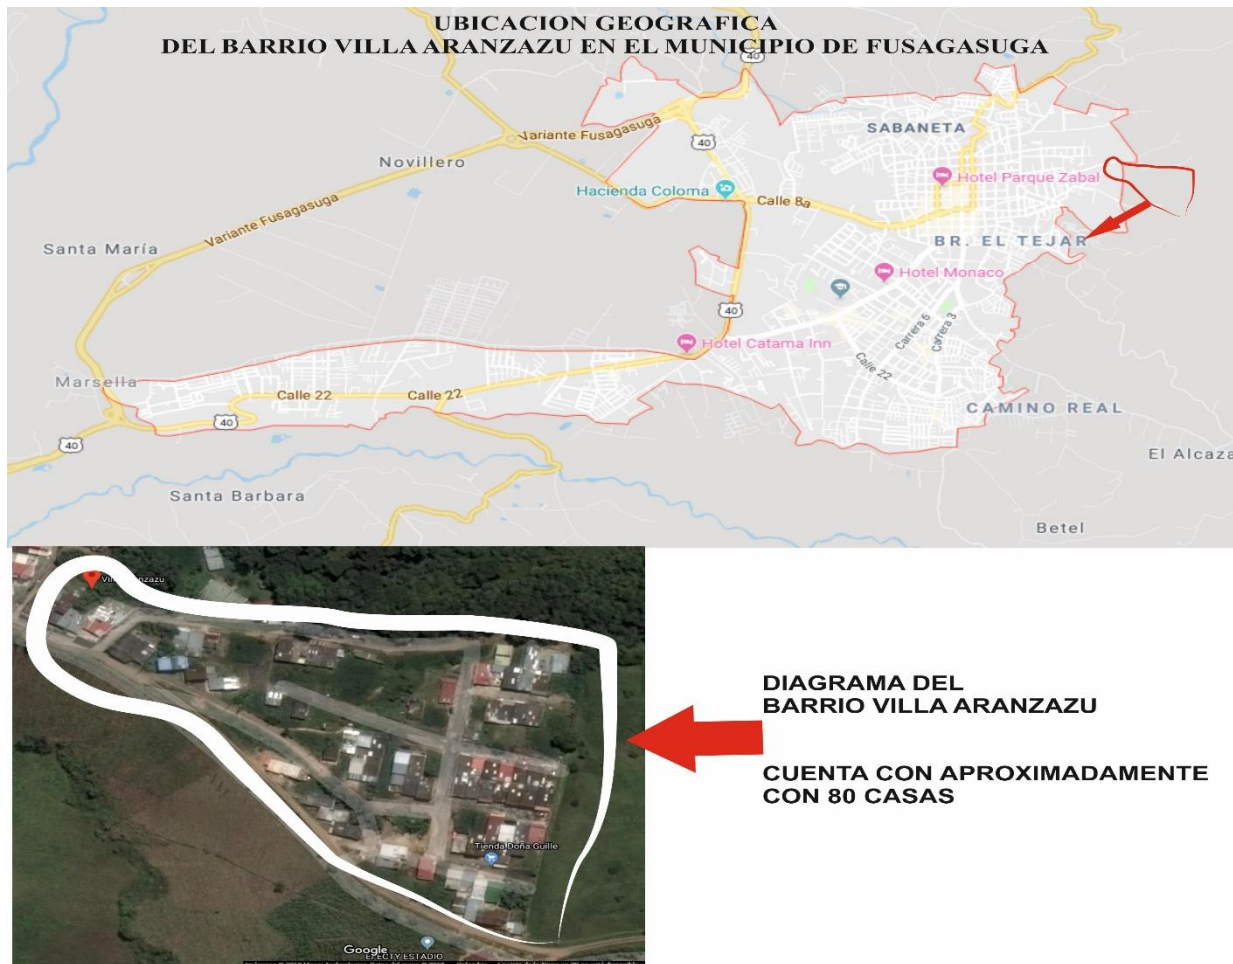 UBICACION GEOGRAFICA
DEL BARRIO VILLA ARANZAZU EN EL MUNICIPIO DE FUSAGASUGA
40
Variante Fusagasuga
SABANETA
40
Novillero
Hotel Parque Zabal
Hacienda Coloma
Calle 8a
Variante Fusagasuga
Santa María
BR. EL TEJAR
Hotel Monaco
40
Hotel Catama Inn
Carrera 6
Carrera 3
Calle 22
Marsella
Calle 22
Calle 22
CAMINO REAL
40
40
El Alcaza
Santa Barbara
Betel
Tienda Doña Guille
Google
EFECTY ESTADIO
DIAGRAMA DEL
BARRIO VILLA ARANZAZU
CUENTA CON APROXIMADAMENTE
CON 80 CASAS